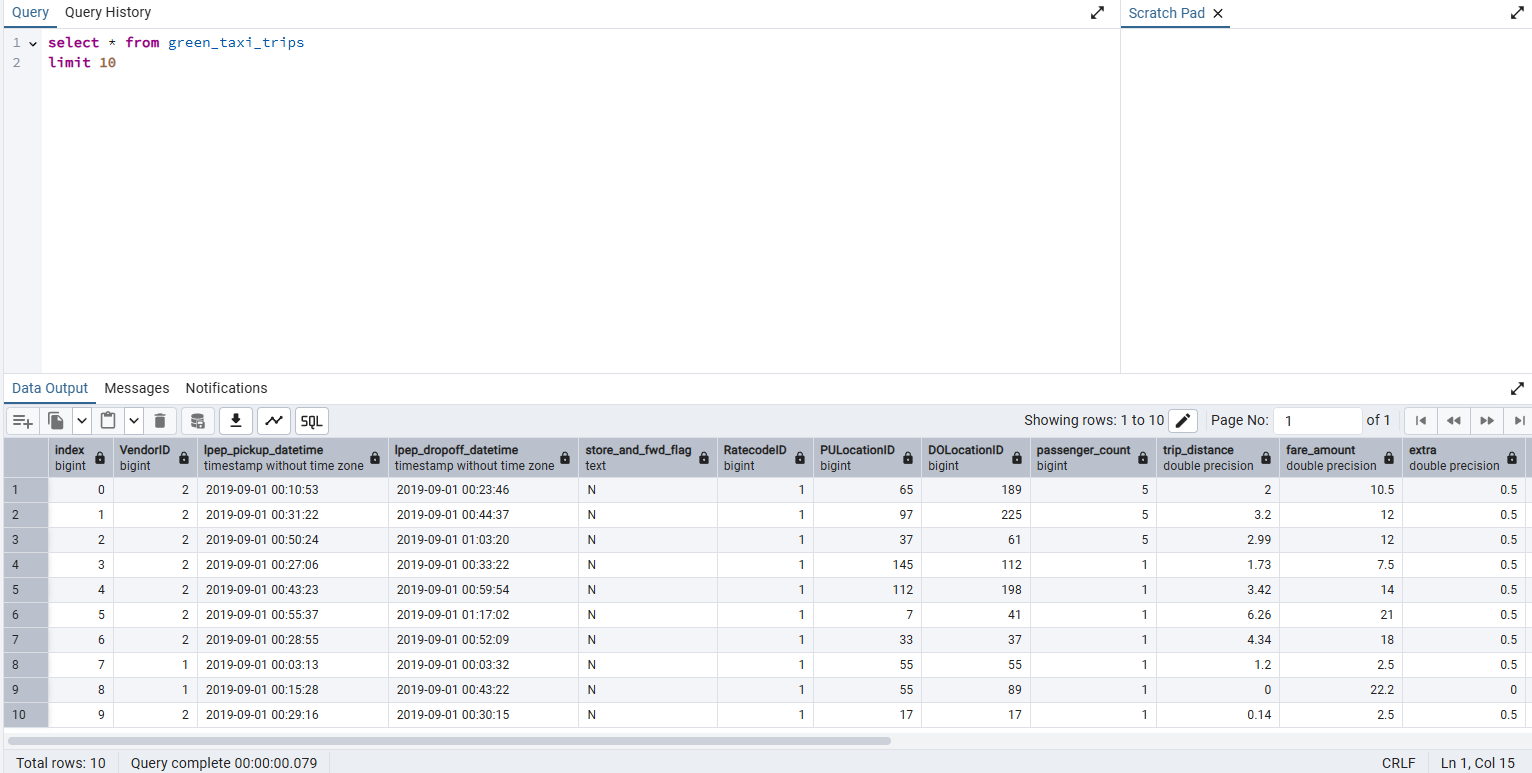 Query Query History Scratch Pad
1 select * from green_taxi_trips
2 limit 10
Data Output Messages Notifications
SQL Showing rows: 1 to 10 Page No: 1 of 1
index VendorID lpep_pickup_datetime lpep_dropoff_datetime store_and_fwd_flag RatecodeID PULocationID DOLocationID passenger_count trip_distance fare_amount extra
bigint bigint timestamp without time zone timestamp without time zone text bigint bigint bigint bigint double precision double precision double precision
1 0 2 2019-09-01 00:10:53 2019-09-01 00:23:46 N 1 65 189 5 2 10.5 0.5
2 1 2 2019-09-01 00:31:22 2019-09-01 00:44:37 N 1 97 225 5 3.2 12 0.5
3 2 2 2019-09-01 00:50:24 2019-09-01 01:03:20 N 1 37 61 5 2.99 12 0.5
4 3 2 2019-09-01 00:27:06 2019-09-01 00:33:22 N 1 145 112 1 1.73 7.5 0.5
5 4 2 2019-09-01 00:43:23 2019-09-01 00:59:54 N 1 112 198 1 3.42 14 0.5
6 5 2 2019-09-01 00:55:37 2019-09-01 01:17:02 N 1 7 41 1 6.26 21 0.5
7 6 2 2019-09-01 00:28:55 2019-09-01 00:52:09 N 1 33 37 1 4.34 18 0.5
8 7 1 2019-09-01 00:03:13 2019-09-01 00:03:32 N 1 55 55 1 1.2 2.5 0.5
9 8 1 2019-09-01 00:15:28 2019-09-01 00:43:22 N 1 55 89 1 0 22.2 0
10 9 2 2019-09-01 00:29:16 2019-09-01 00:30:15 N 1 17 17 1 0.14 2.5 0.5
Total rows: 10 Query complete 00:00:00.079 CRLF Ln 1, Col 15